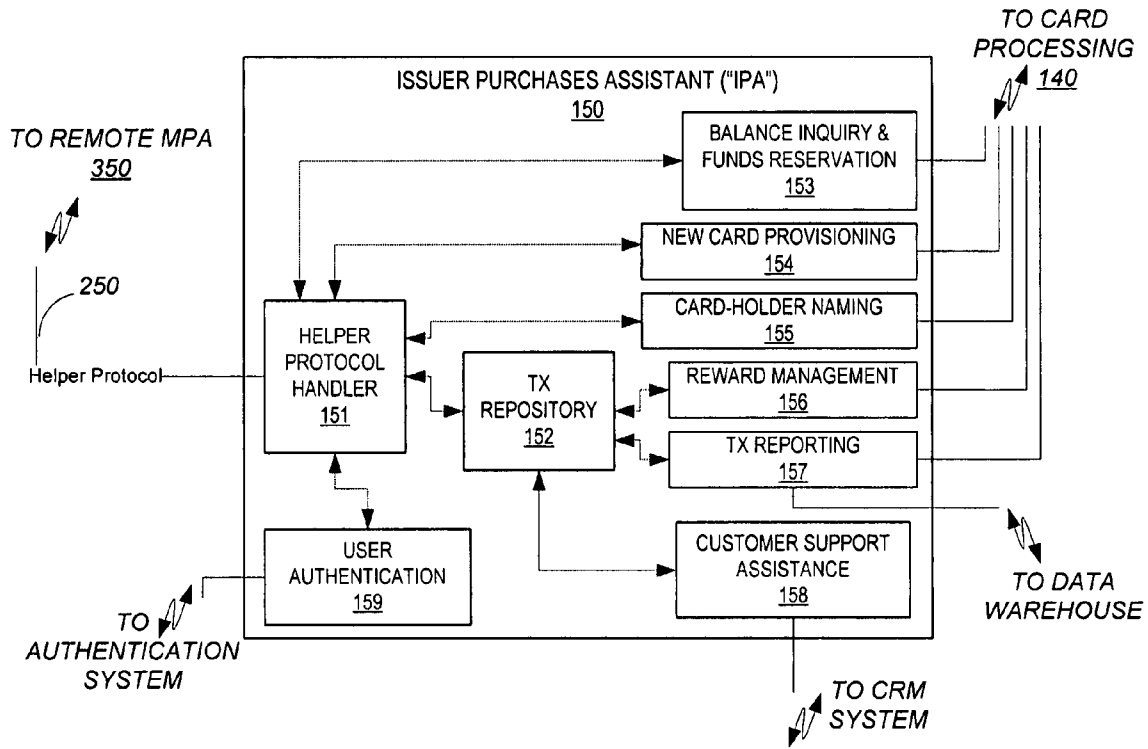 TO CARD
PROCESSING
140
ISSUER PURCHASES ASSISTANT ("IPA")
150
TO REMOTE MPA
350
BALANCE INQUIRY &
FUNDS RESERVATION
153
NEW CARD PROVISIONING
154
250
CARD-HOLDER NAMING
155
HELPER
PROTOCOL
HANDLER
151
Helper Protocol
TX
REPOSITORY
152
REWARD MANAGEMENT
156
TX REPORTING
157
USER
AUTHENTICATION
159
CUSTOMER SUPPORT
ASSISTANCE
158
TO DATA
WAREHOUSE
TO
AUTHENTICATION
SYSTEM
TO CRM
SYSTEM